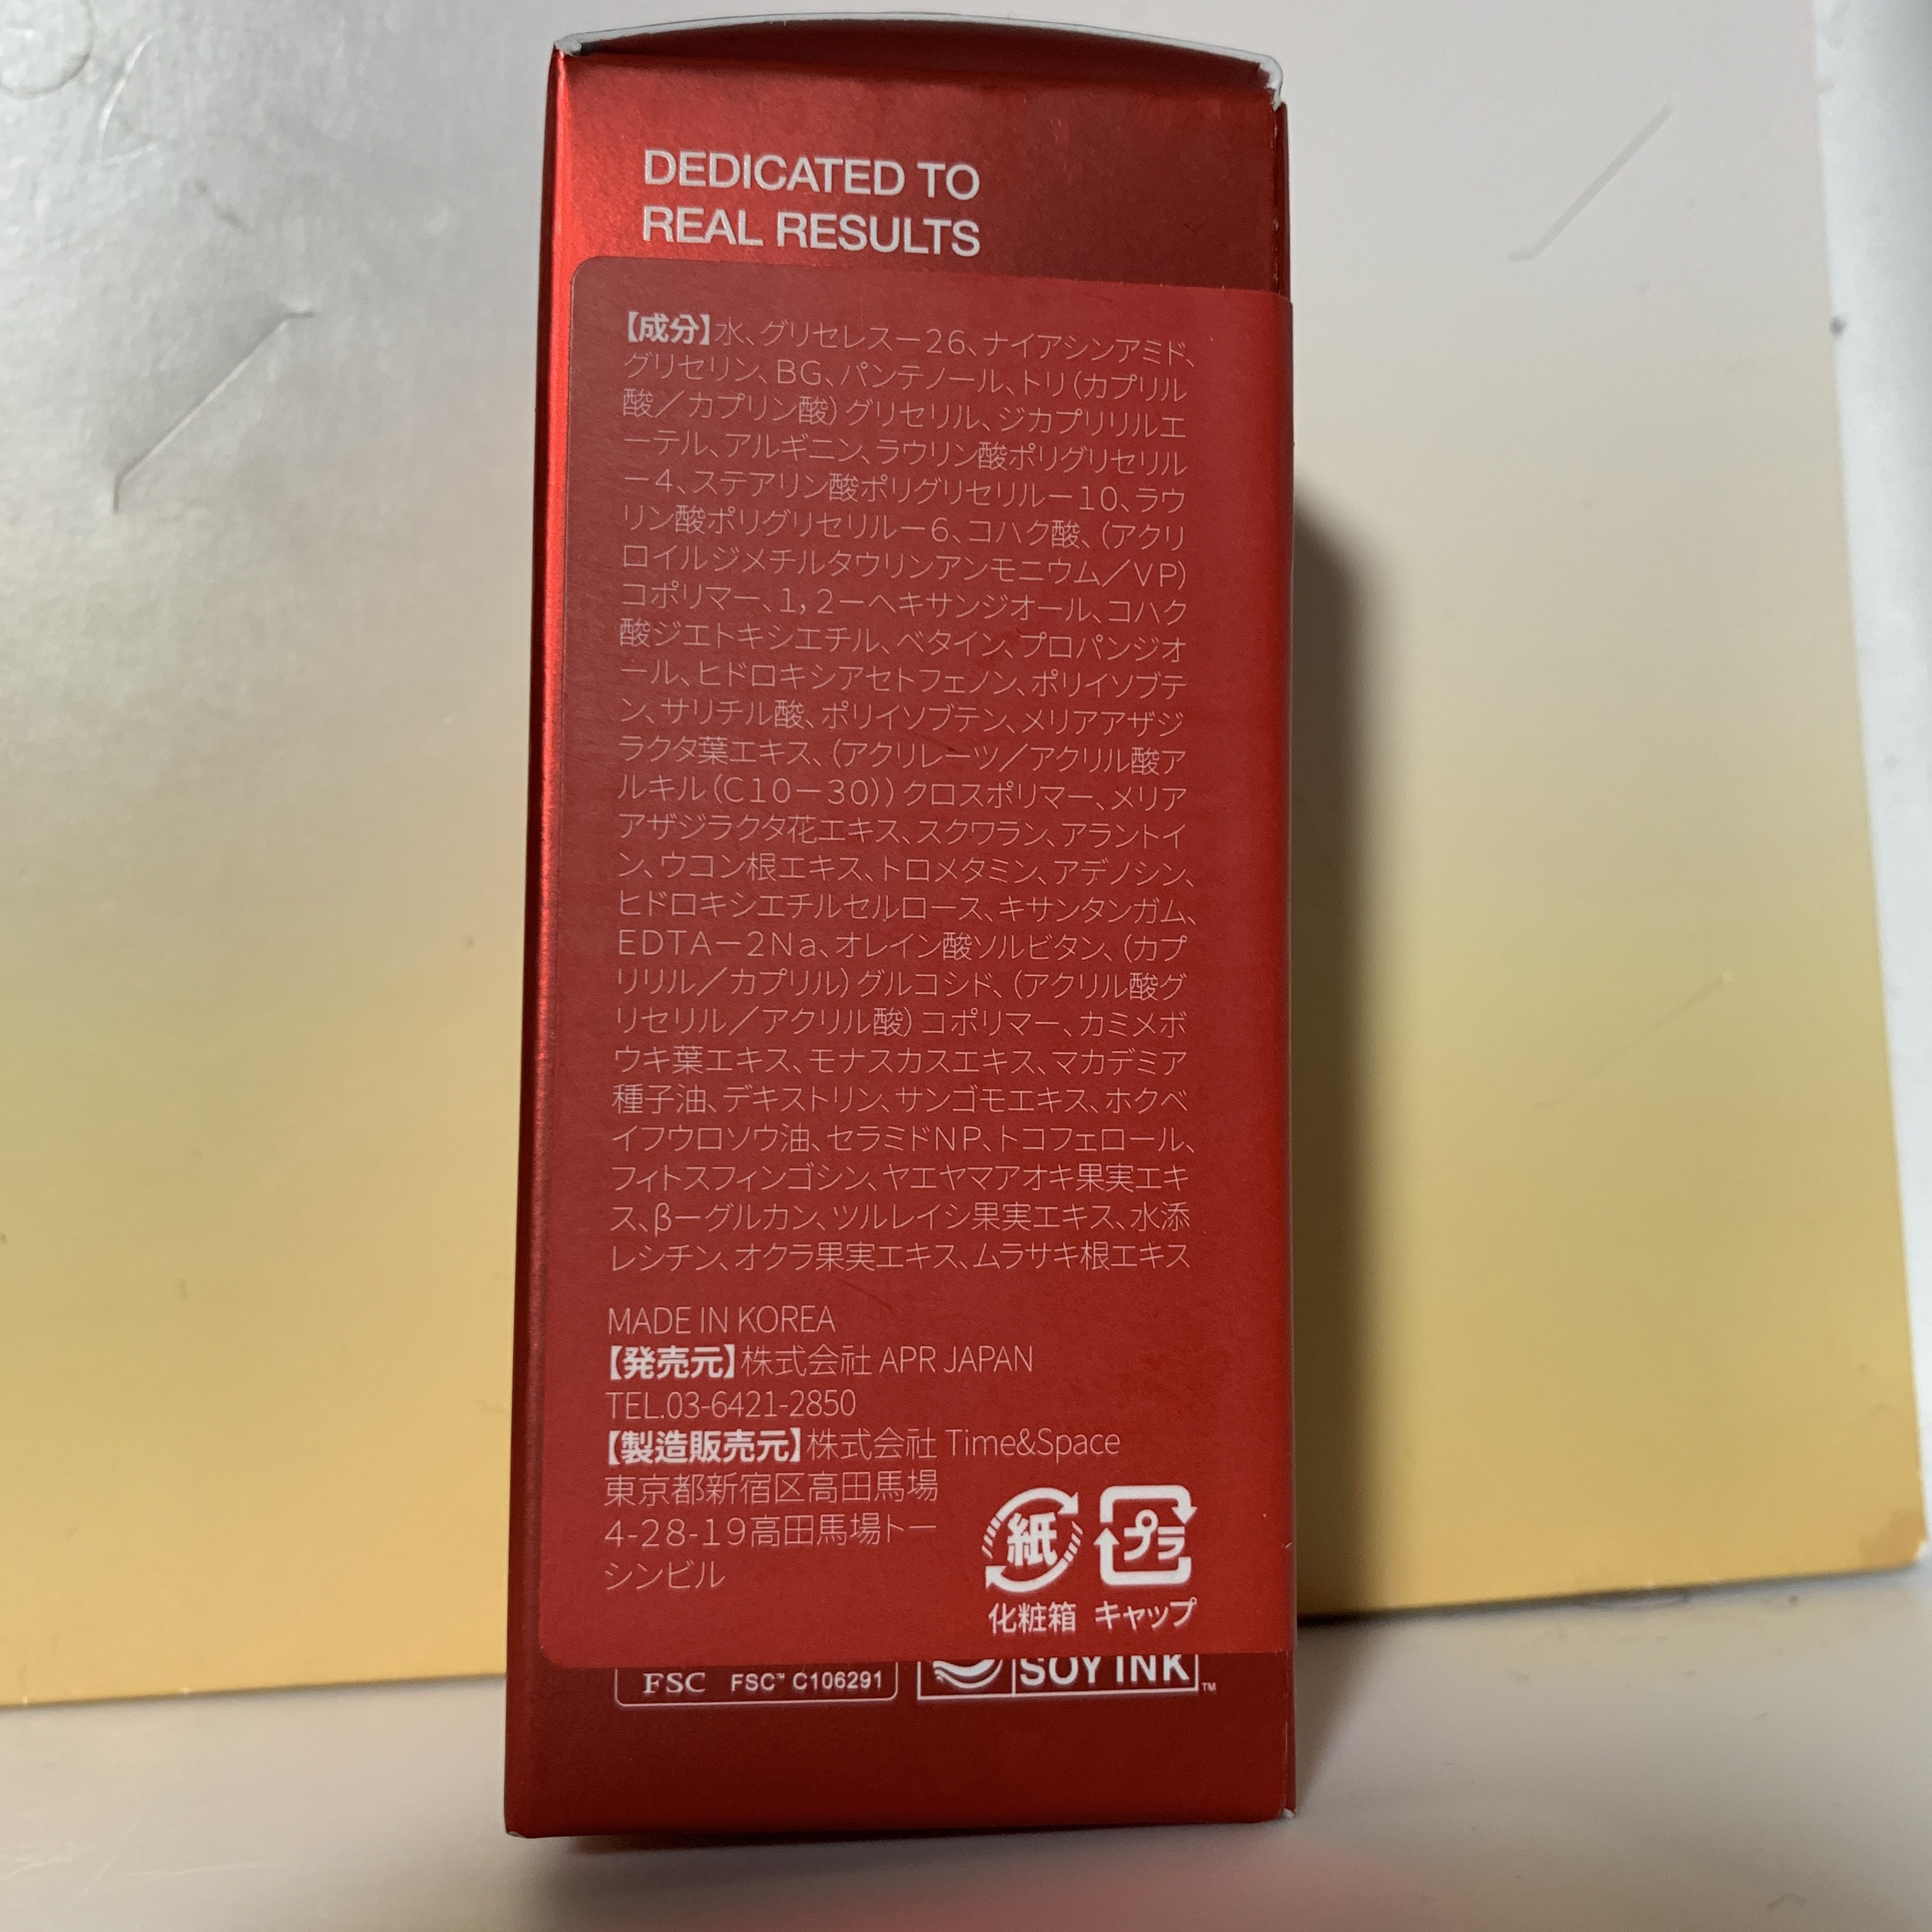 DEDICATED TO
REAL RESULTS
【成分】水、グリセレスー26、ナイアシンアミド、
グリセリン、BG、パンテノール、トリ(カプリル
酸/カプリン酸)グリセリル、ジカプリリルエ
ーテル、アルギニン、ラウリン酸ポリグリセリル
ー4、ステアリン酸ポリグリセリルー10、ラウ
リン酸ポリグリセリルー6、コハク酸、(アクリ
ロイルジメチルタウリンアンモニウム/VP)
コポリマー、1,2ーヘキサンジオール、コハク
酸ジエトキシエチル、ベタイン、プロパンジオ
ール、ヒドロキシアセトフェノン、ポリイソブテ
ン、サリチル酸、ポリイソブテン、メリアアザジ
ラクタ葉エキス、(アクリレーツ/アクリル酸ア
ルキル(C10-30))クロスポリマー、メリア
アザジラクタ花エキス、スクワラン、アラントイ
ン、ウコン根エキス、トロメタミン、アデノシン、
ヒドロキシエチルセルロース、キサンタンガム、
EDTAー2Na、オレイン酸ソルビタン、(カプ
リリル/カプリル)グルコシド、(アクリル酸グ
リセリル/アクリル酸)コポリマー、カミメボ
ウキ葉エキス、モナスカスエキス、マカデミア
種子油、デキストリン、サンゴモエキス、ホクベ
イフウロソウ油、セラミドNP、トコフェロール、
フィトスフィンゴシン、ヤエヤマアオキ果実エキ
ス、βーグルカン、ツルレイシ果実エキス、水添
レシチン、オクラ果実エキス、ムラサキ根エキス
MADE IN KOREA
【発売元】株式会社 APR JAPAN
TEL.03-6421-2850
【製造販売元】株式会社 Time&Space
東京都新宿区高田馬場
4-28-19高田馬場トー
シンビル
紙 プラ
化粧箱 キャップ
FSC FSC™ C106291 SOY INK™